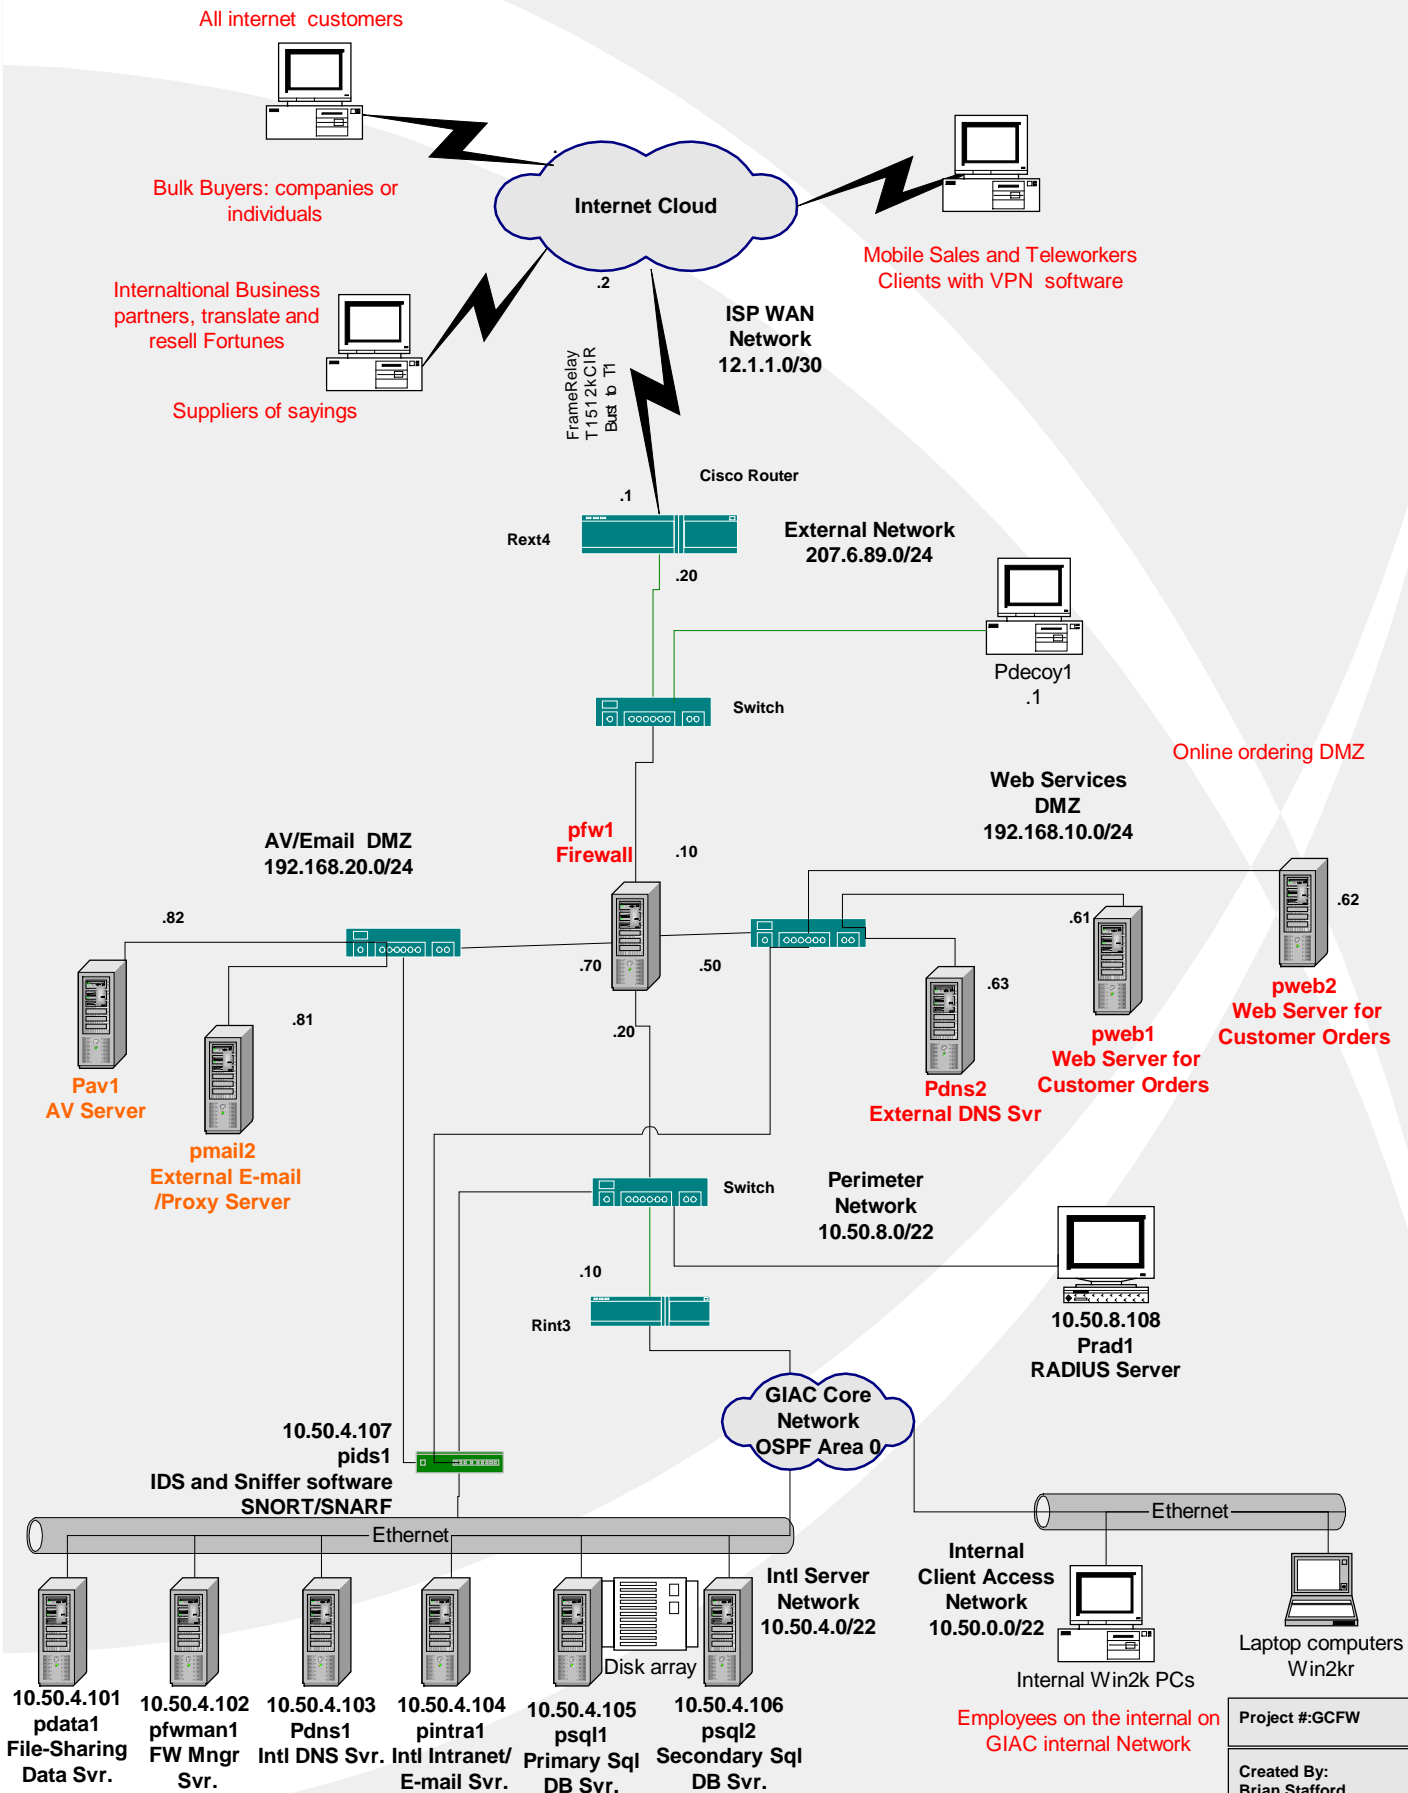 All internet  customers
Bulk Buyers: companies or
individuals
Internet Cloud
Mobile Sales and Teleworkers
Clients with VPN  software
Internaltional Business
partners, translate and
resell Fortunes
Suppliers of sayings
.2
ISP WAN
Network
12.1.1.0/30
FrameRelay
T1512kCIR
Bust to T1
Cisco Router
.1
Rext4
External Network
207.6.89.0/24
.20
Pdecoy1
.1
Switch
Online ordering DMZ
Web Services
DMZ
192.168.10.0/24
AV/Email  DMZ
192.168.20.0/24
pfw1
Firewall
.10
.82
.70
.50
.61
.62
.63
.81
.20
Pav1
AV Server
pmail2
External E-mail
/Proxy Server
Pdns2
External DNS Svr
pweb1
Web Server for
Customer Orders
pweb2
Web Server for
Customer Orders
Switch
Perimeter
Network
10.50.8.0/22
.10
Rint3
10.50.8.108
Prad1
RADIUS Server
GIAC Core
Network
OSPF Area 0
10.50.4.107
pids1
IDS and Sniffer software
SNORT/SNARF
Ethernet
Ethernet
Intl Server
Network
10.50.4.0/22
Internal
Client Access
Network
10.50.0.0/22
Disk array
Internal Win2k PCs
Laptop computers
Win2kr
10.50.4.101
pdata1
File-Sharing
Data Svr.
10.50.4.102
pfwman1
FW Mngr
Svr.
10.50.4.103
Pdns1
Intl DNS Svr.
10.50.4.104
pintra1
Intl Intranet/
E-mail Svr.
10.50.4.105
psql1
Primary Sql
DB Svr.
10.50.4.106
psql2
Secondary Sql
DB Svr.
Employees on the internal on
GIAC internal Network
Project #:GCFW
Created By:
Brian Stafford